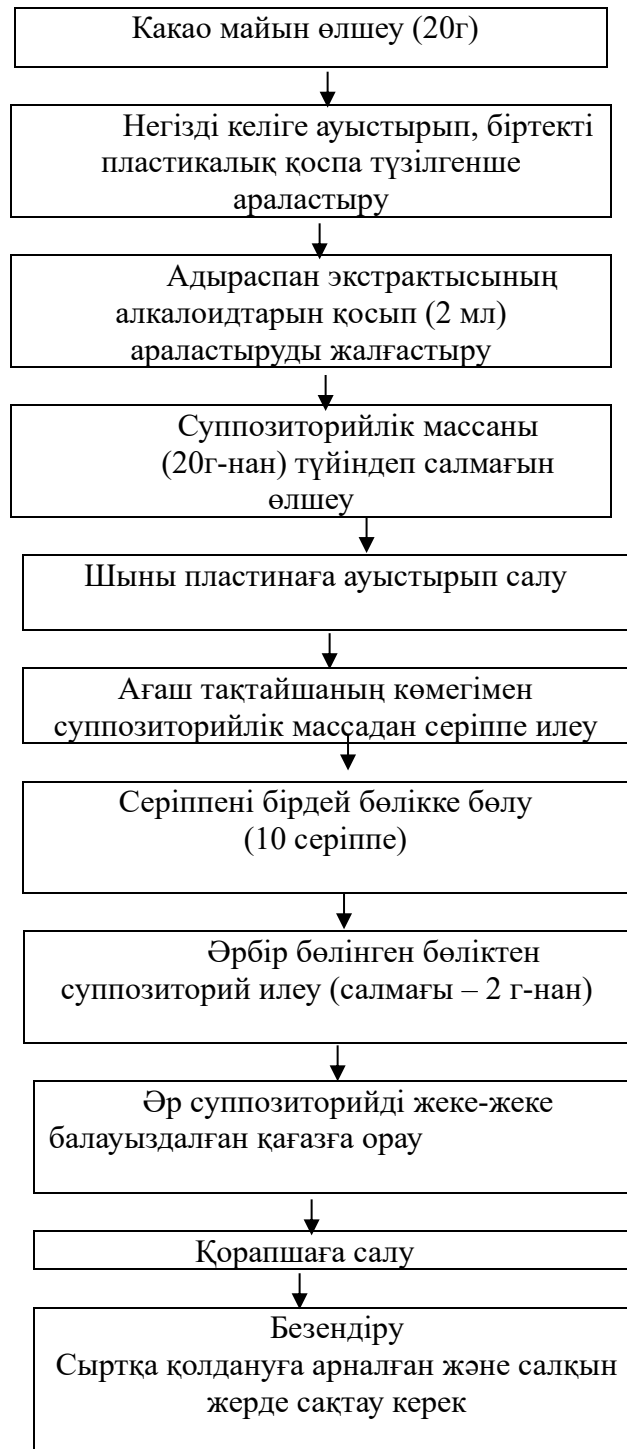 Какао майын өлшеу (20г)
Негізді келіге ауыстырып, біртекті
пластикалық қоспа түзілгенше
араластыру
Адыраспан экстрактысының
алкалоидтарын қосып (2 мл)
араластыруды жалғастыру
Суппозиторийлік массаны
(20г-нан) түйіндеп салмағын
өлшеу
Шыны пластинаға ауыстырып салу
Ағаш тақтайшаның көмегімен
суппозиторийлік массадан серіппе илеу
Серіппені бірдей бөлікке бөлу
(10 серіппе)
Әрбір бөлінген бөліктен
суппозиторий илеу (салмағы – 2 г-нан)
Әр суппозиторийді жеке-жеке
балауыздалған қағазға орау
Қорапшаға салу
Безендіру
Сыртқа қолдануға арналған және салқын
жерде сақтау керек